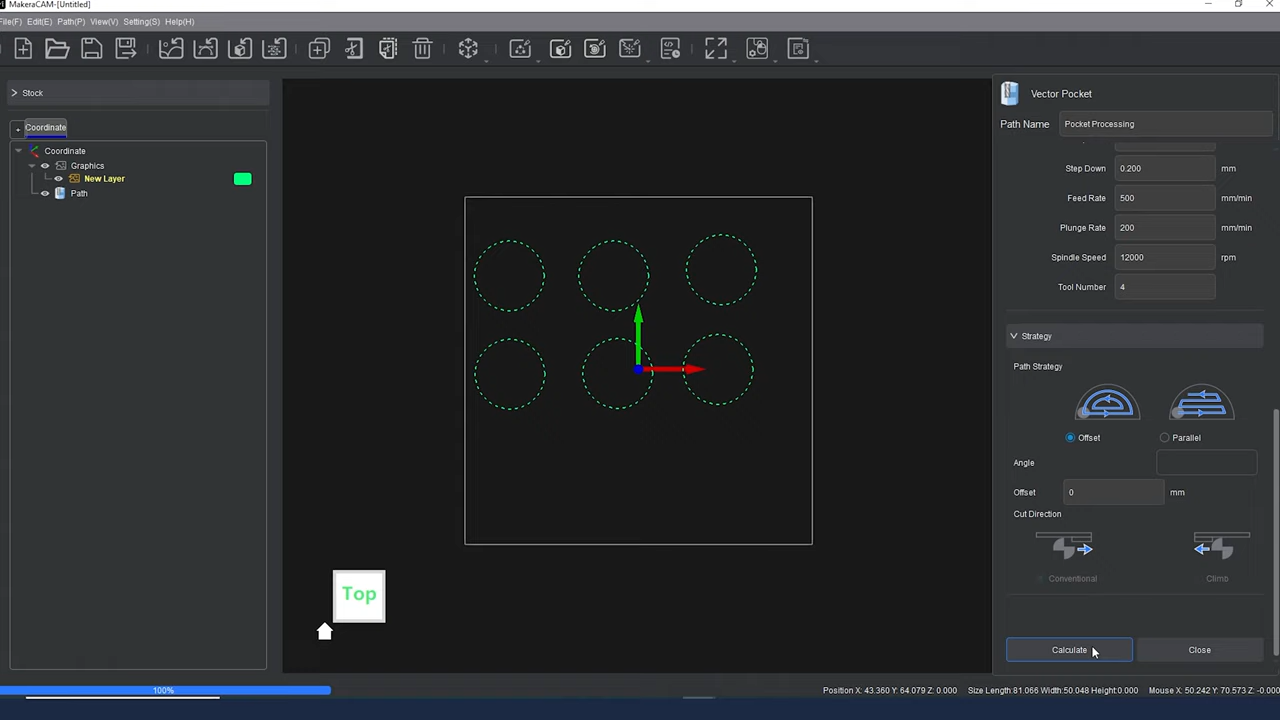 MakeraCAM-[Untitled]
File(F) Edit(E) Path(P) View(V) Setting(S) Help(H)
Stock
Coordinate
Coordinate
Graphics
New Layer
Path
Top
Vector Pocket
Path Name Pocket Processing
Step Down 0.200 mm
Feed Rate 500 mm/min
Plunge Rate 200 mm/min
Spindle Speed 12000 rpm
Tool Number 4
Strategy
Path Strategy
Offset Parallel
Angle
Offset 0 mm
Cut Direction
Conventional Climb
Calculate Close
100% Position X: 43.360 Y: 64.079 Z: 0.000 Size Length:81.066 Width:50.048 Height:0.000 Mouse X: 50.242 Y: 70.573 Z: -0.000